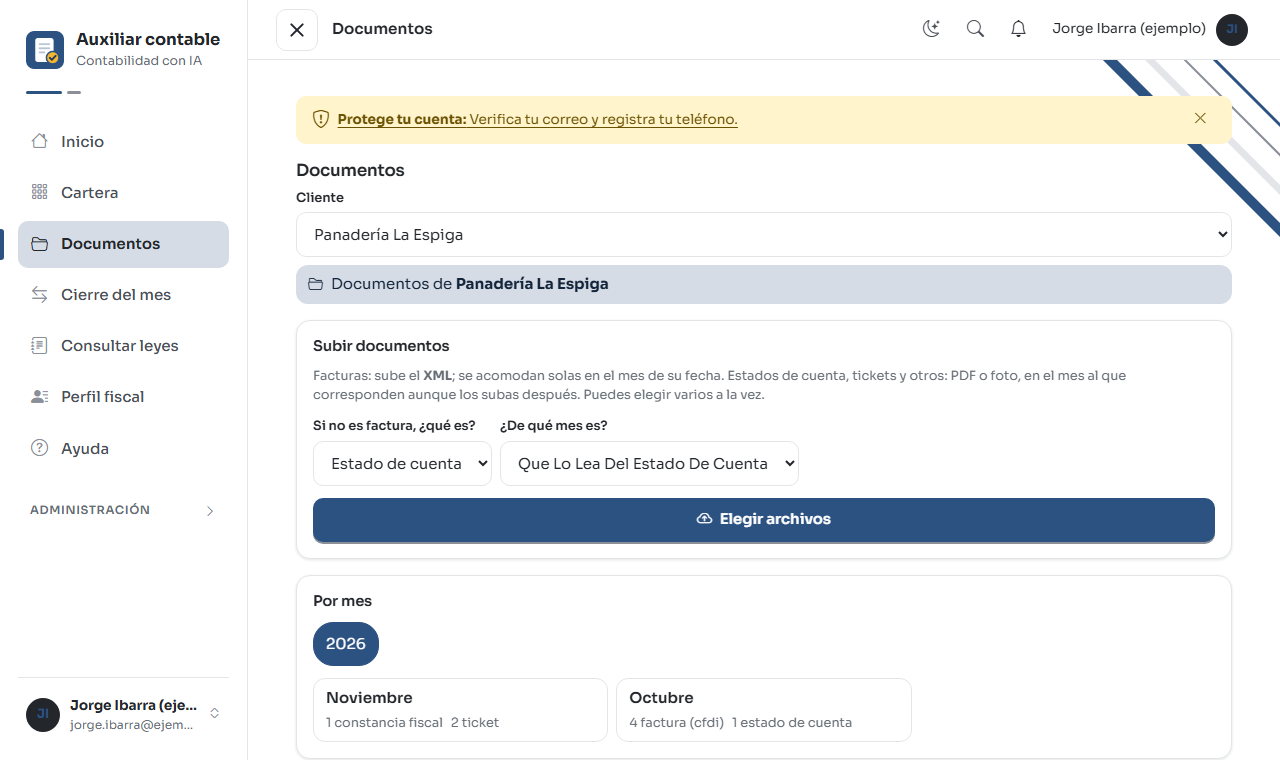 Auxiliar contable
Contabilidad con IA
Inicio
Cartera
Documentos
Cierre del mes
Consultar leyes
Perfil fiscal
Ayuda
ADMINISTRACIÓN
JI
Jorge Ibarra (eje...
jorge.ibarra@ejem...
Documentos
Jorge Ibarra (ejemplo)
JI
Protege tu cuenta: Verifica tu correo y registra tu teléfono.
Documentos
Cliente
Panadería La Espiga
Documentos de Panadería La Espiga
Subir documentos
Facturas: sube el XML; se acomodan solas en el mes de su fecha. Estados de cuenta, tickets y otros: PDF o foto, en el mes al que
corresponden aunque los subas después. Puedes elegir varios a la vez.
Si no es factura, ¿qué es? ¿De qué mes es?
Estado de cuenta Que Lo Lea Del Estado De Cuenta
Elegir archivos
Por mes
2026
Noviembre
1 constancia fiscal 2 ticket
Octubre
4 factura (cfdi) 1 estado de cuenta